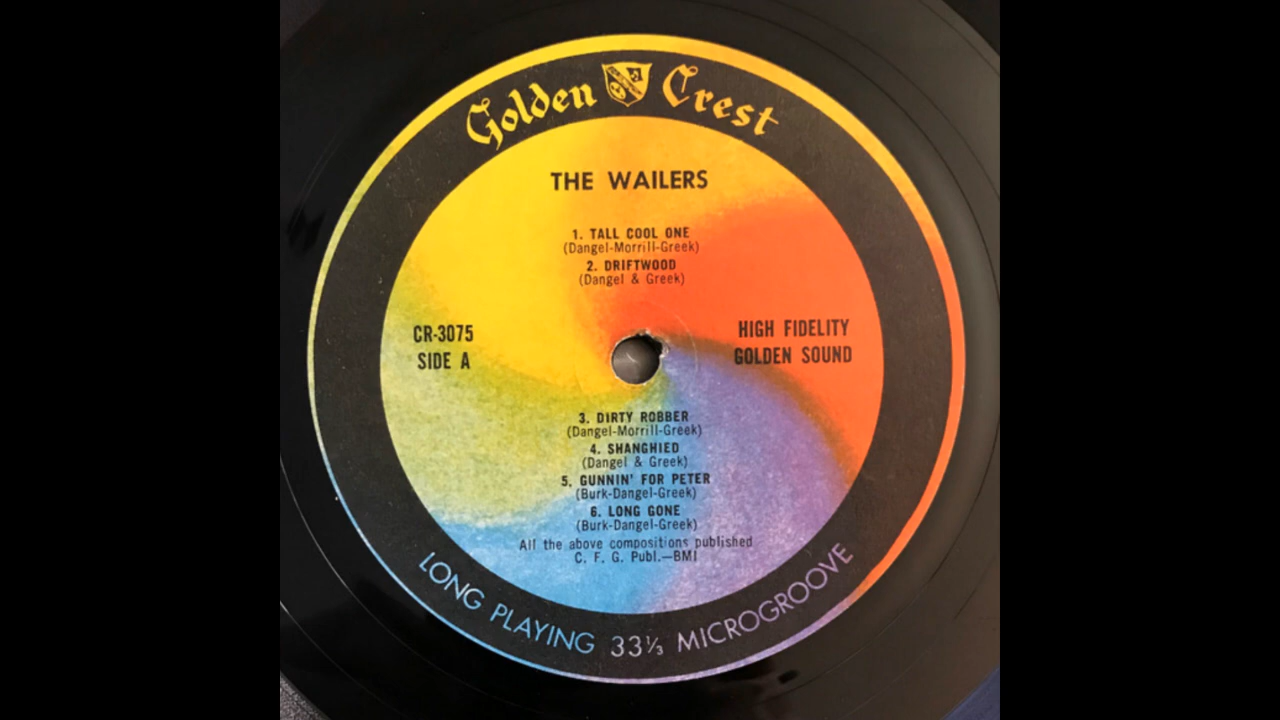 Golden Crest
THE WAILERS
1. TALL COOL ONE
(Dangel-Morrill-Greek)
2. DRIFTWOOD
(Dangel & Greek)
CR-3075
SIDE A
HIGH FIDELITY
GOLDEN SOUND
3. DIRTY ROBBER
(Dangel-Morrill-Greek)
4. SHANGHIED
(Dangel & Greek)
5. GUNNIN' FOR PETER
(Burk-Dangel-Greek)
6. LONG GONE
(Burk-Dangel-Greek)
All the above compositions published
C. F. G. Publ.—BMI
LONG PLAYING 33⅓ MICROGROOVE